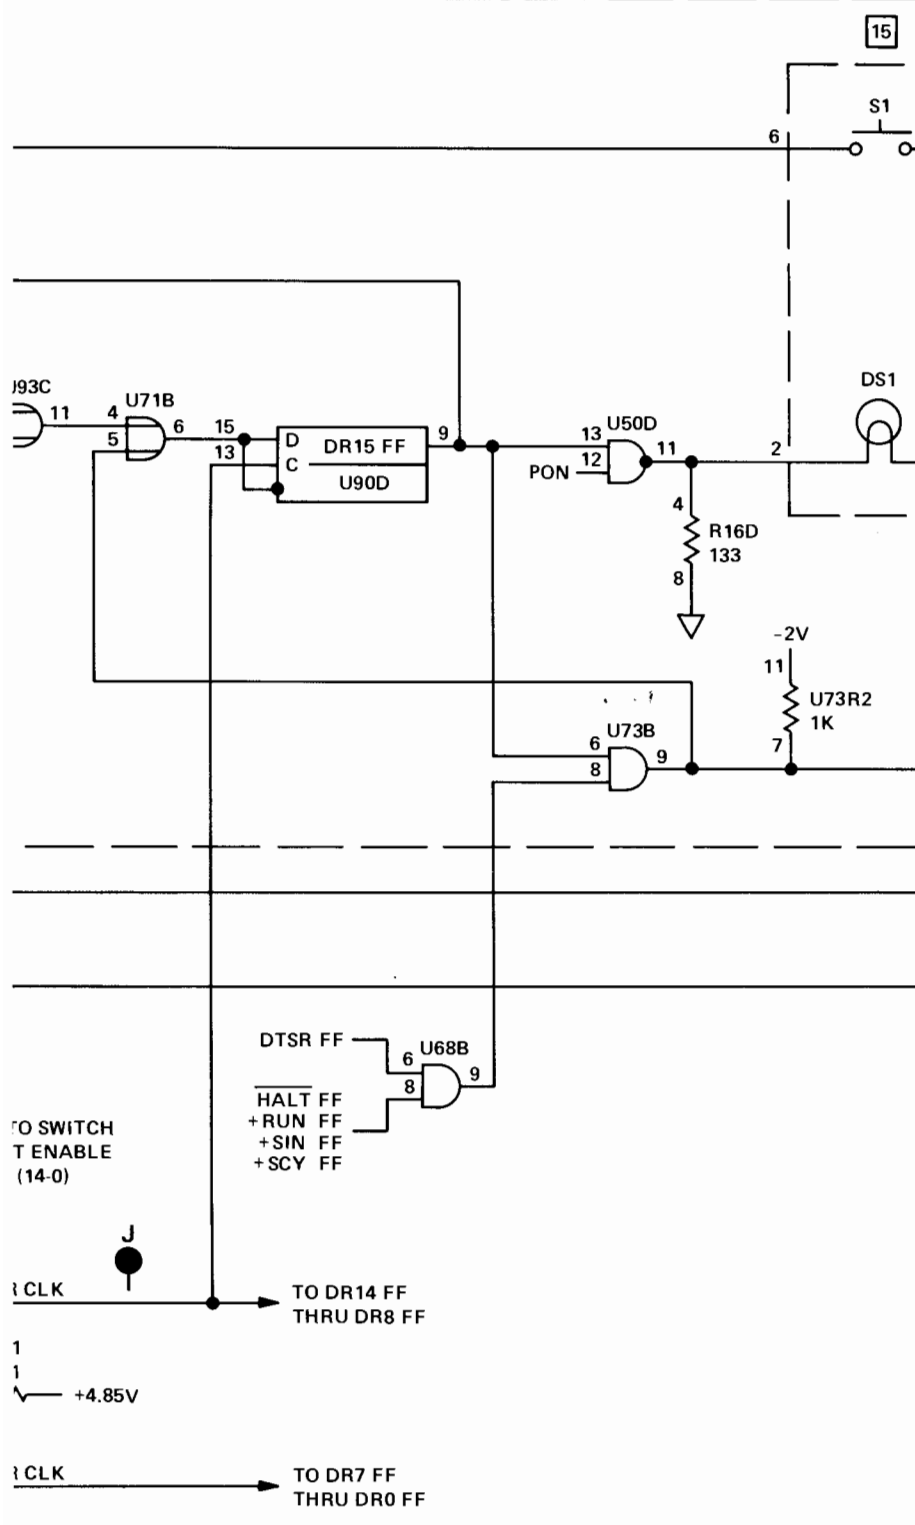 15
S1
6
DS1
U93C
11
U71B
4
5
6
15
13
D
C
DR15 FF
U90D
9
U50D
13
12
PON
11
2
4
R16D
133
8
-2V
11
U73R2
1K
7
U73B
6
8
9
DTSR FF
U68B
6
8
9
HALT FF
+RUN FF
+SIN FF
+SCY FF
TO SWITCH
T ENABLE
(14-0)
J
R CLK
TO DR14 FF
THRU DR8 FF
1
1
+4.85V
R CLK
TO DR7 FF
THRU DR0 FF